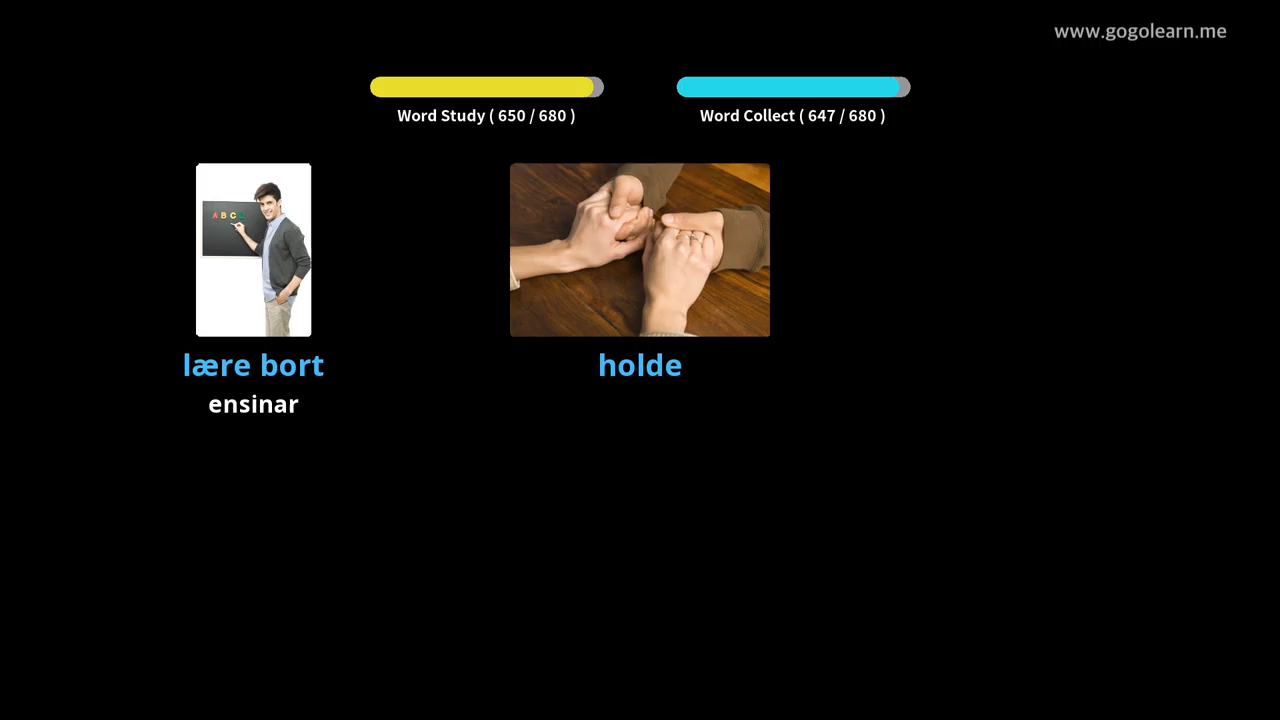 www.gogolearn.me
Word Study ( 650 / 680 )
Word Collect ( 647 / 680 )
A B C
lære bort
ensinar
holde